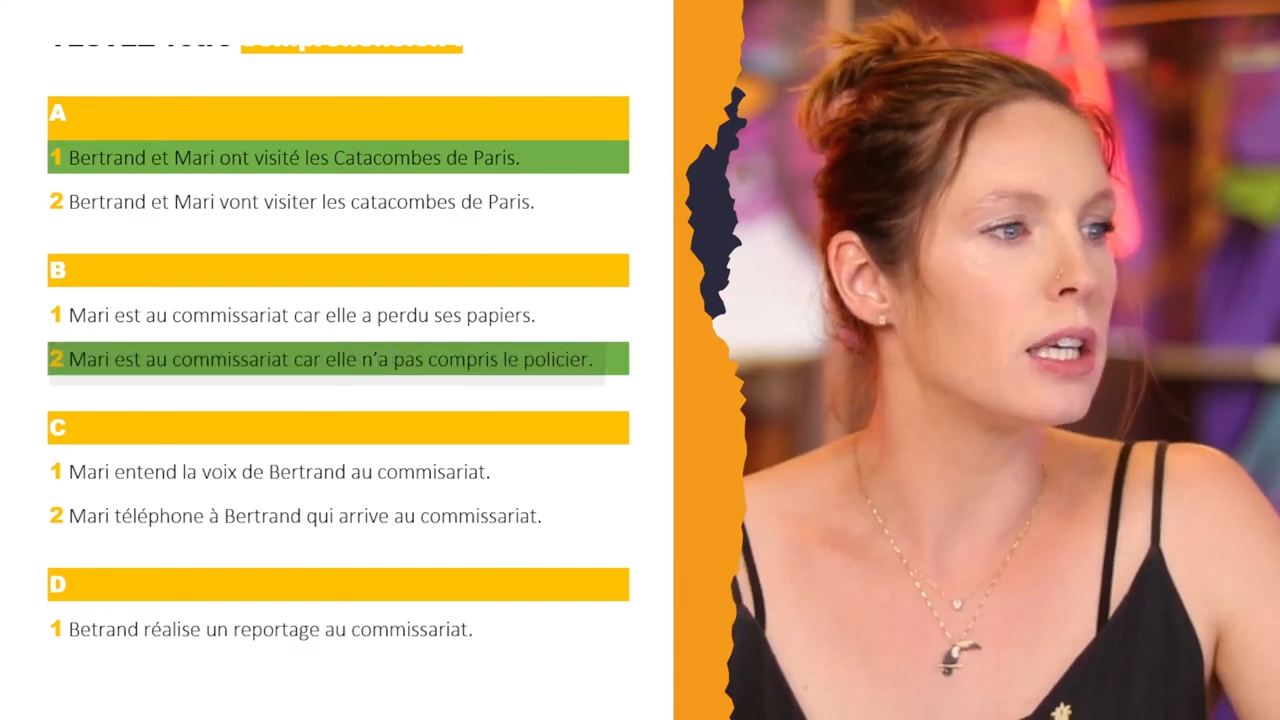 A
1 Bertrand et Mari ont visité les Catacombes de Paris.
2 Bertrand et Mari vont visiter les catacombes de Paris.
B
1 Mari est au commissariat car elle a perdu ses papiers.
2 Mari est au commissariat car elle n’a pas compris le policier.
C
1 Mari entend la voix de Bertrand au commisariat.
2 Mari téléphone à Bertrand qui arrive au commissariat.
D
1 Betrand réalise un reportage au commissariat.